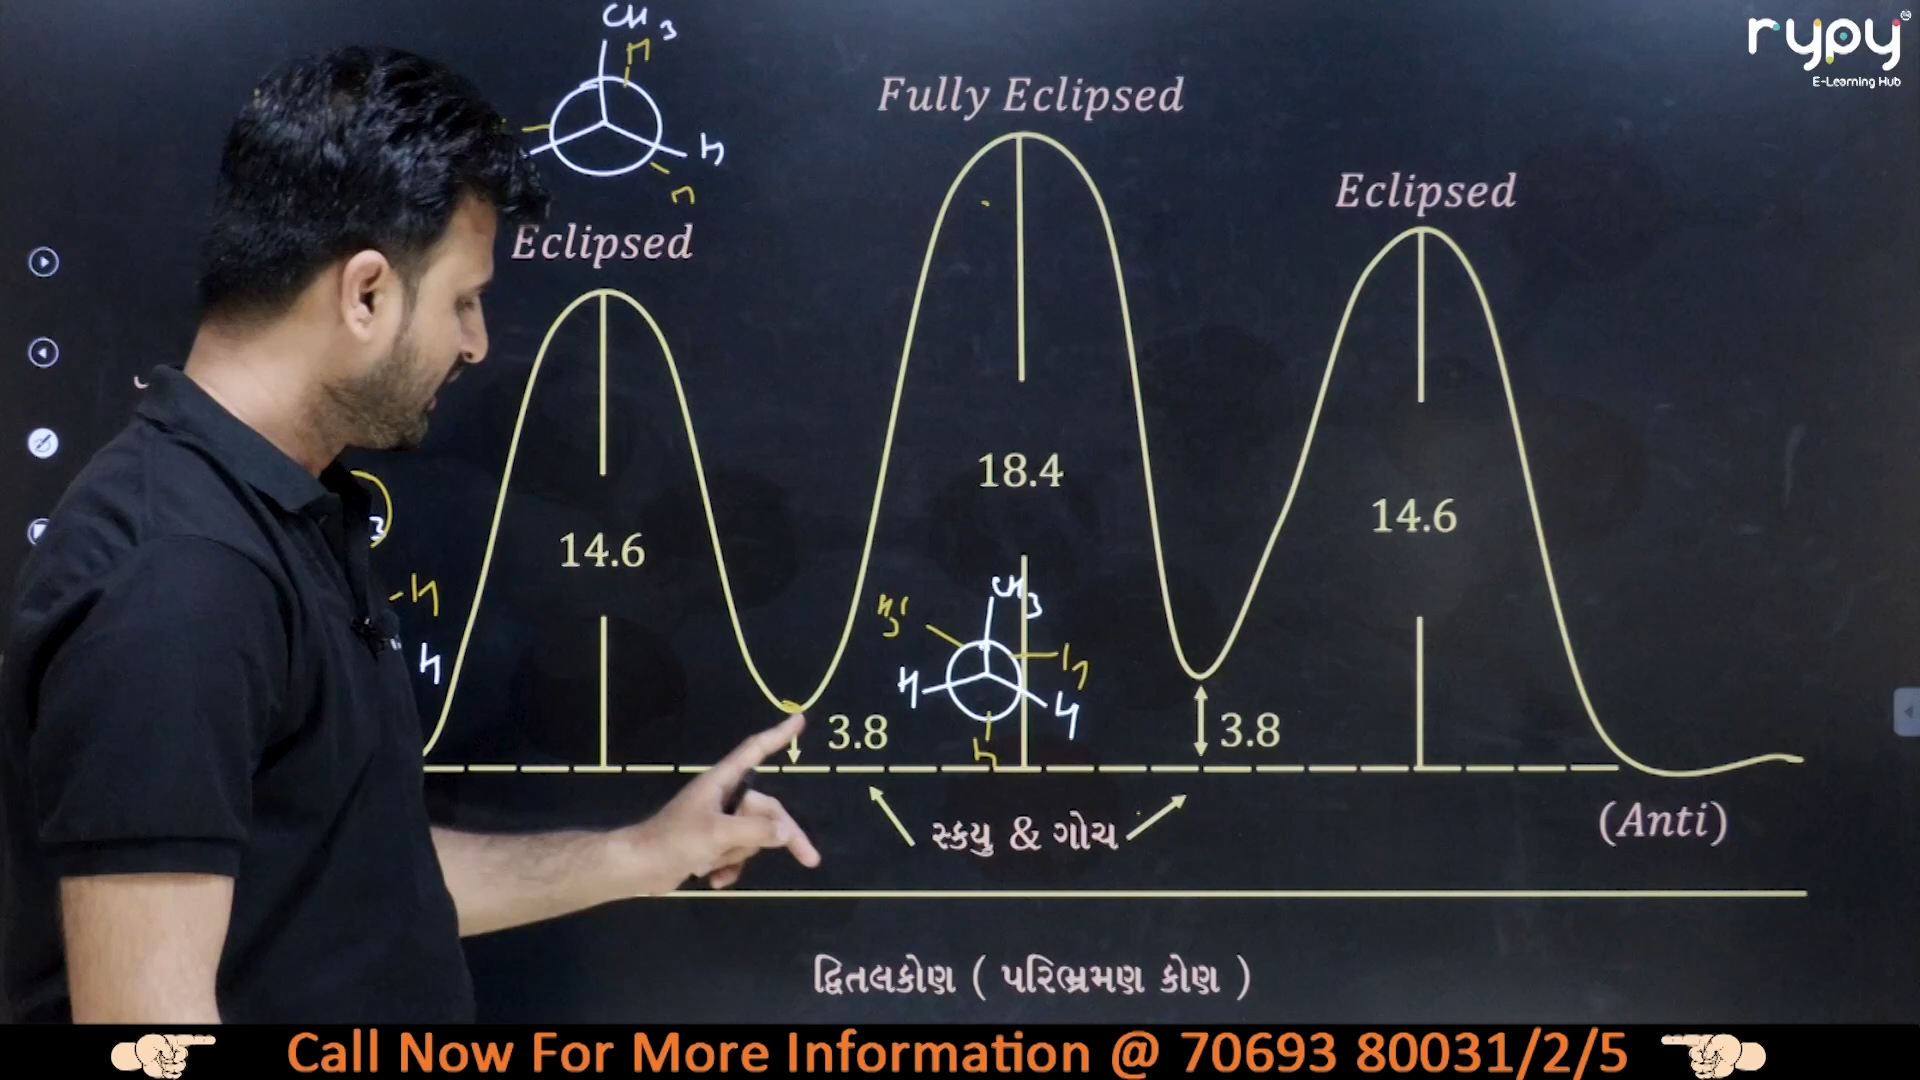 rypy
E-Learning Hub
CH3
H
Fully Eclipsed
Eclipsed
Eclipsed
18.4
14.6
14.6
CH3
H
H
H
H
H
3.8
3.8
સ્કયુ & ગોચ
(Anti)
દ્વિતલકોણ ( પરિભ્રમણ કોણ )
Call Now For More Information @ 70693 80031/2/5